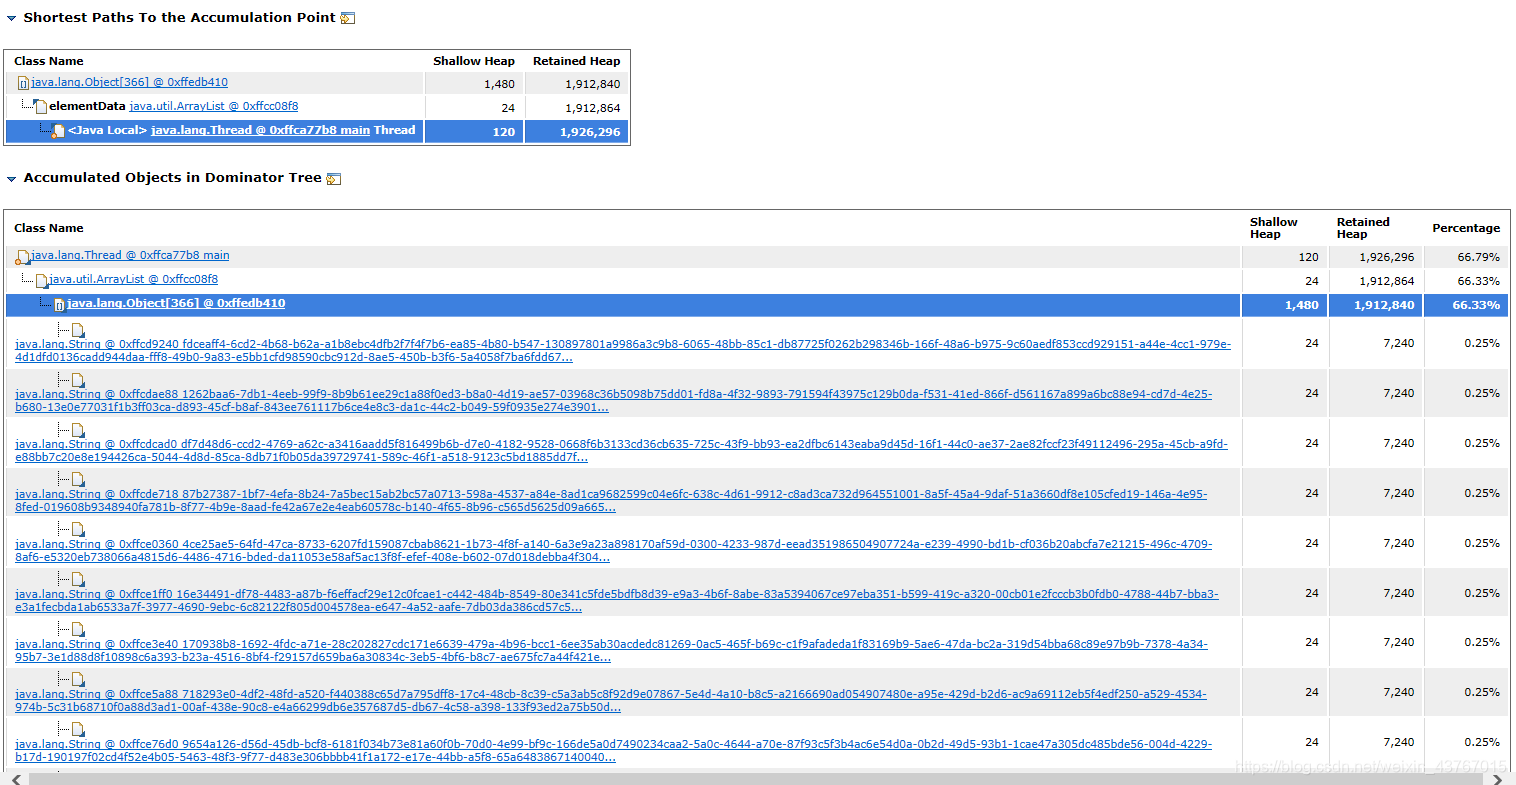 Shortest Paths To the Accumulation Point
Class Name Shallow Heap Retained Heap
java.lang.Object[366] @ 0xffedb410 1,480 1,912,840
elementData java.util.ArrayList @ 0xffcc08f8 24 1,912,864
<Java Local> java.lang.Thread @ 0xffca77b8 main Thread 120 1,926,296
Accumulated Objects in Dominator Tree
Class Name Shallow Heap Retained Heap Percentage
java.lang.Thread @ 0xffca77b8 main 120 1,926,296 66.79%
java.util.ArrayList @ 0xffcc08f8 24 1,912,864 66.33%
java.lang.Object[366] @ 0xffedb410 1,480 1,912,840 66.33%
java.lang.String @ 0xffcd9240 fdceaff4-6cd2-4b68-b62a-a1b8ebc4dfb2f7f4f7b6-ea85-4b80-b547-130897801a9986a3c9b8-6065-48bb-85c1-db87725f0262b298346b-166f-48a6-b975-9c60aedf853ccd929151-a44e-4cc1-979e- 24 7,240 0.25%
4d1dfd0136cadd944daa-fff8-49b0-9a83-e5bb1cfd98590cbc912d-8ae5-450b-b3f6-5a4058f7ba6fdd67...
java.lang.String @ 0xffcdae88 1262baa6-7db1-4eeb-99f9-8b9b61ee29c1a88f0ed3-b8a0-4d19-ae57-03968c36b5098b75dd01-fd8a-4f32-9893-791594f43975c129b0da-f531-41ed-866f-d561167a899a6bc88e94-cd7d-4e25- 24 7,240 0.25%
b680-13e0e77031f1b3ff03ca-d893-45cf-b8af-843ee761117b6ce4e8c3-da1c-44c2-b049-59f0935e274e3901...
java.lang.String @ 0xffcdcad0 df7d48d6-ccd2-4769-a62c-a3416aadd5f816499b6b-d7e0-4182-9528-0668f6b3133cd36cb635-725c-43f9-bb93-ea2dfbc6143eaba9d45d-16f1-44c0-ae37-2ae82fccf23f49112496-295a-45cb-a9fd- 24 7,240 0.25%
e88bb7c20e8e194426ca-5044-4d8d-85ca-8db71f0b05da39729741-589c-46f1-a518-9123c5bd1885dd7f...
java.lang.String @ 0xffcde718 87b27387-1bf7-4efa-8b24-7a5bec15ab2bc57a0713-598a-4537-a84e-8ad1ca9682599c04e6fc-638c-4d61-9912-c8ad3ca732d964551001-8a5f-45a4-9daf-51a3660df8e105cfed19-146a-4e95- 24 7,240 0.25%
8fed-019608b9348940fa781b-8f77-4b9e-8aad-fe42a67e2e4eab60578c-b140-4f65-8b96-c565d5625d09a665...
java.lang.String @ 0xffce0360 4ce25ae5-64fd-47ca-8733-6207fd159087cbab8621-1b73-4f8f-a140-6a3e9a23a898170af59d-0300-4233-987d-eead351986504907724a-e239-4990-bd1b-cf036b20abcfa7e21215-496c-4709- 24 7,240 0.25%
8af6-e5320eb738066a4815d6-4486-4716-bded-da11053e58af5ac13f8f-efef-408e-b602-07d018debba4f304...
java.lang.String @ 0xffce1ff0 16e34491-df78-4483-a87b-f6effacf29e12c0fcae1-c442-484b-8549-80e341c5fde5bdfb8d39-e9a3-4b6f-8abe-83a5394067ce97eba351-b599-419c-a320-00cb01e2fcccb3b0fdb0-4788-44b7-bba3- 24 7,240 0.25%
e3a1fecbda1ab6533a7f-3977-4690-9ebc-6c82122f805d004578ea-e647-4a52-aafe-7db03da386cd57c5...
java.lang.String @ 0xffce3e40 170938b8-1692-4fdc-a71e-28c202827cdc171e6639-479a-4b96-bcc1-6ee35ab30acdedc81269-0ac5-465f-b69c-c1f9afadeda1f83169b9-5ae6-47da-bc2a-319d54bba68c89e97b9b-7378-4a34- 24 7,240 0.25%
95b7-3e1d88d8f10898c6a393-b23a-4516-8bf4-f29157d659ba6a30834c-3eb5-4bf6-b8c7-ae675fc7a44f421e...
java.lang.String @ 0xffce5a88 718293e0-4df2-48fd-a520-f440388c65d7a795dff8-17c4-48cb-8c39-c5a3ab5c8f92d9e07867-5e4d-4a10-b8c5-a2166690ad054907480e-a95e-429d-b2d6-ac9a69112eb5f4edf250-a529-4534- 24 7,240 0.25%
974b-5c31b68710f0a88d3ad1-00af-438e-90c8-e4a66299db6e357687d5-db67-4c58-a398-133f93ed2a75b50d...
java.lang.String @ 0xffce76d0 9654a126-d56d-45db-bcf8-6181f034b73e81a60f0b-70d0-4e99-bf9c-166de5a0d7490234caa2-5a0c-4644-a70e-87f93c5f3b4ac6e54d0a-0b2d-49d5-93b1-1cae47a305dc485bde56-004d-4229- 24 7,240 0.25%
b17d-190197f02cd4f52e4b05-5463-48f3-9f77-d483e306bbbb41f1a172-e17e-44bb-a5f8-65a6483867140040...
https://blog.csdn.net/weixin_43767015